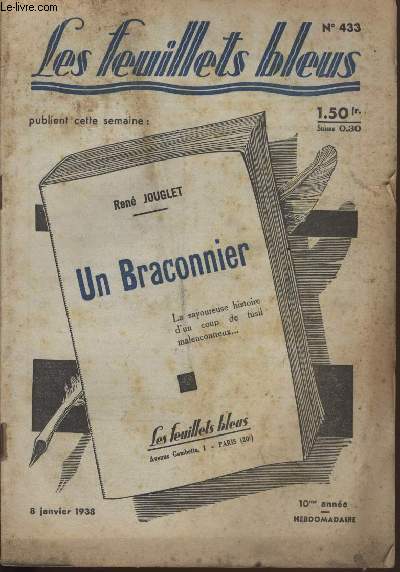 Le-livre.com
N° 433
Les feuillets bleus
publient cette semaine :
1.50 fr.
Suisse 0.30
René JOUGLET
Un Braconnier
La savoureuse histoire
d'un coup de fusil
malenconneux...
Les feuillets bleus
Avenue Gambetta, 1 - PARIS (20e)
8 janvier 1938
10me année
HEBDOMADAIRE